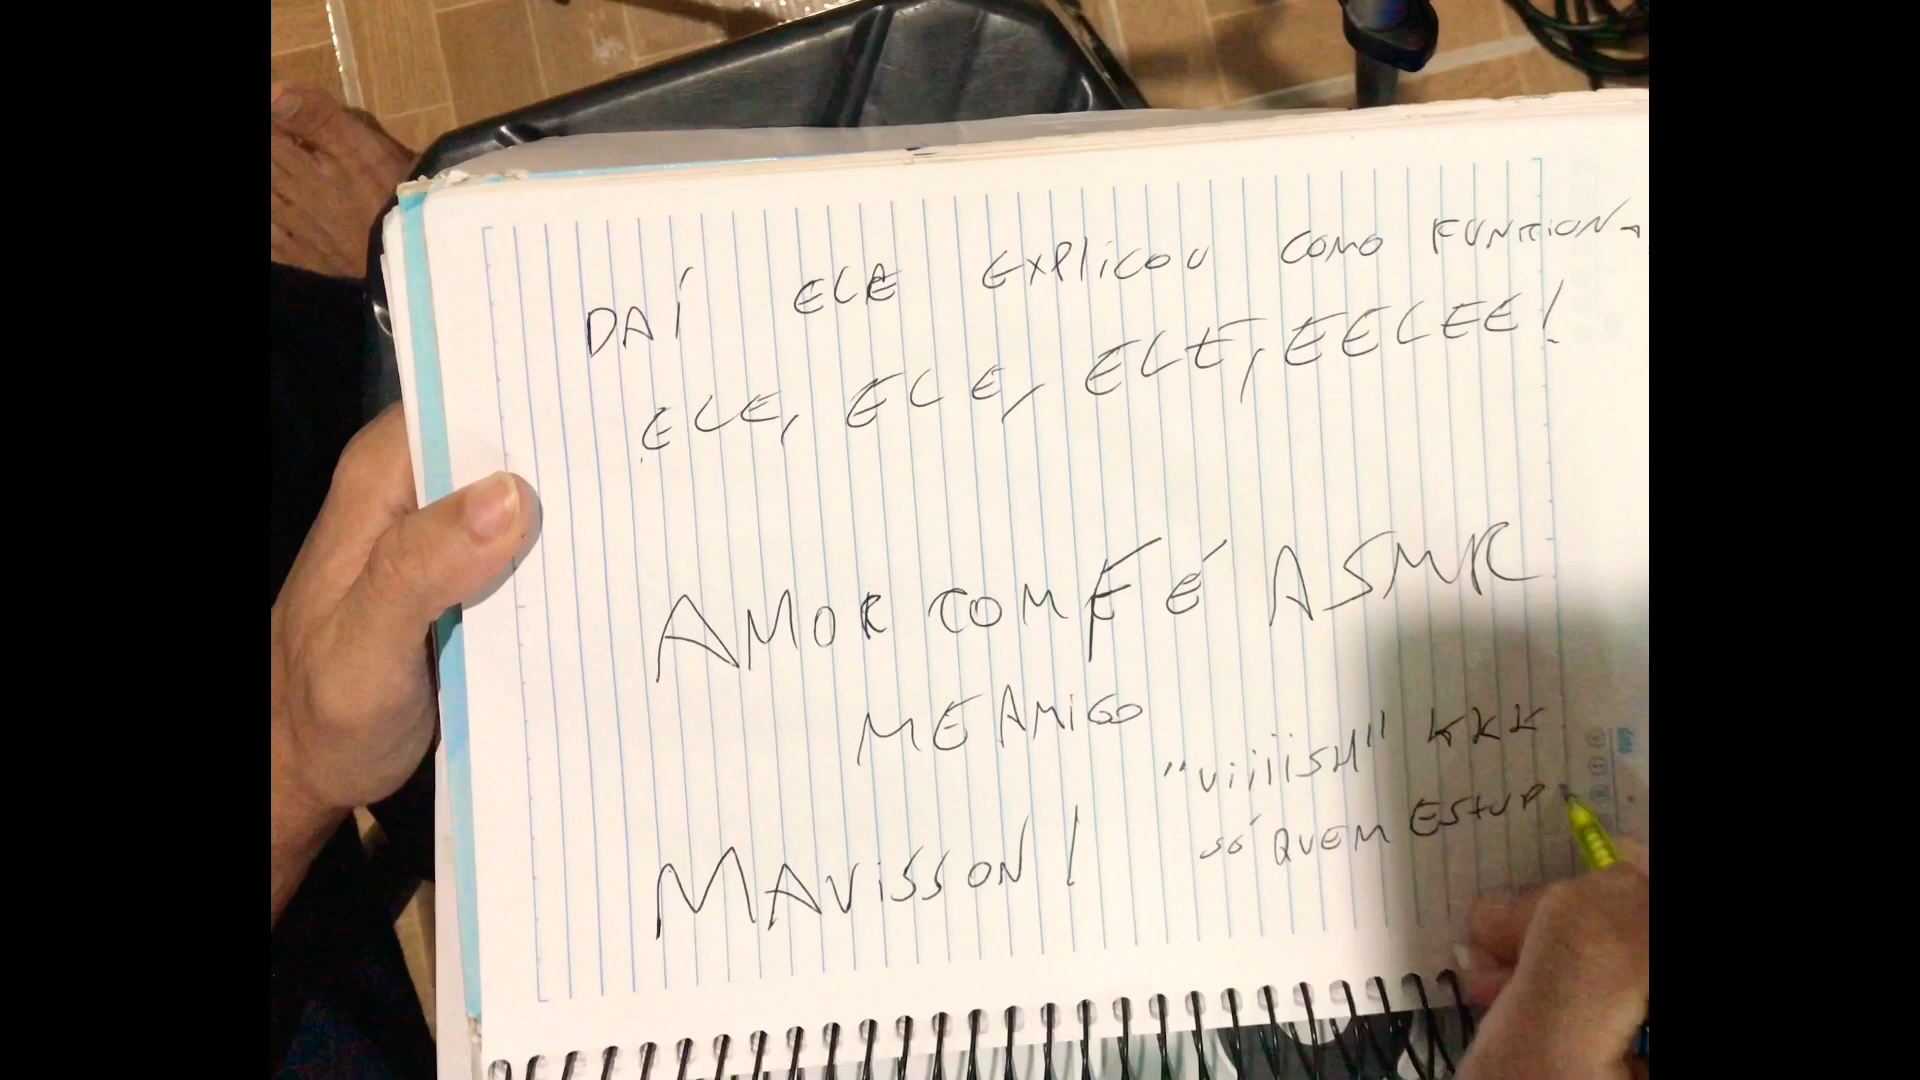 DAÍ ELE EXPLICOU COMO FUNCIONA
ELE, ELE, ELE, EELEE!
AMOR COM FÉ É ASMR
ME AMIGO
"Viiiish" KKK
MAVISSON!
SÓ QUEM ESTUP